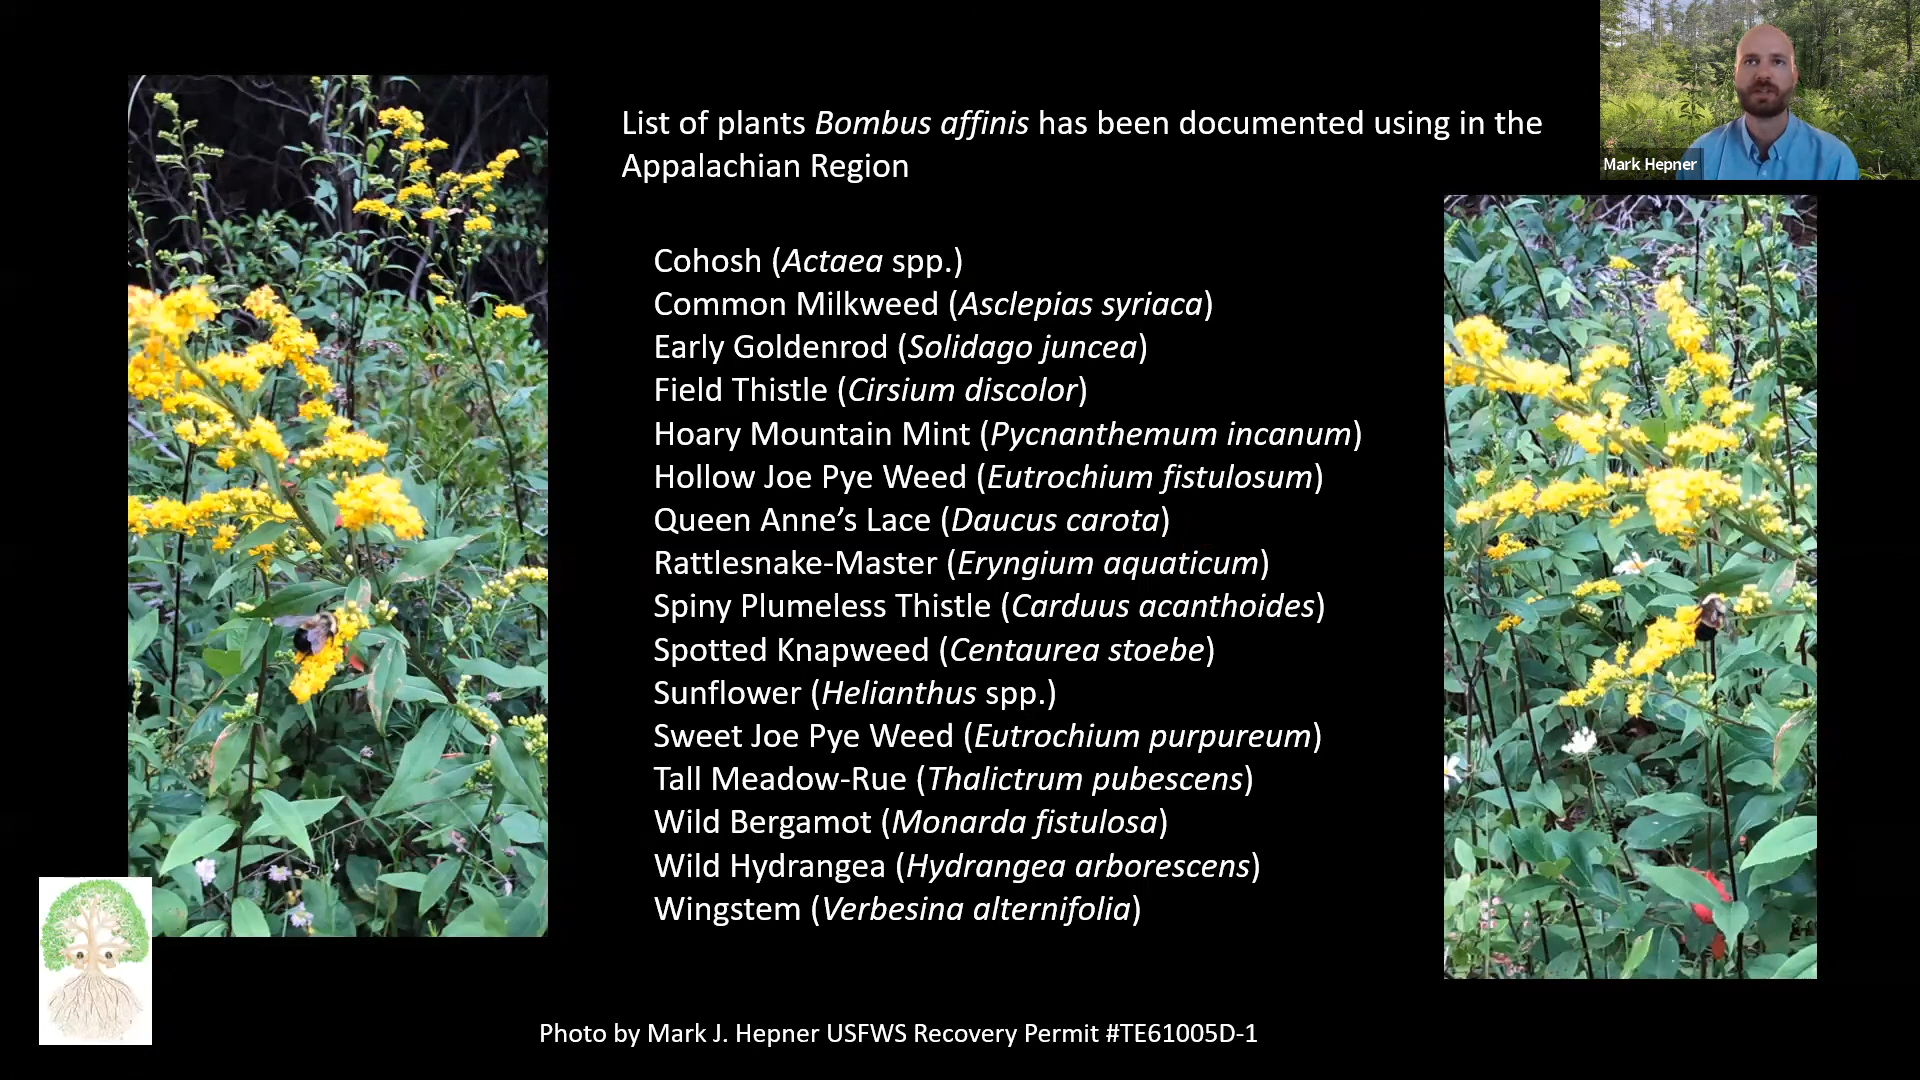 List of plants Bombus affinis has been documented using in the
Appalachian Region
Mark Hepner
Cohosh (Actaea spp.)
Common Milkweed (Asclepias syriaca)
Early Goldenrod (Solidago juncea)
Field Thistle (Cirsium discolor)
Hoary Mountain Mint (Pycnanthemum incanum)
Hollow Joe Pye Weed (Eutrochium fistulosum)
Queen Anne’s Lace (Daucus carota)
Rattlesnake-Master (Eryngium aquaticum)
Spiny Plumeless Thistle (Carduus acanthoides)
Spotted Knapweed (Centaurea stoebe)
Sunflower (Helianthus spp.)
Sweet Joe Pye Weed (Eutrochium purpureum)
Tall Meadow-Rue (Thalictrum pubescens)
Wild Bergamot (Monarda fistulosa)
Wild Hydrangea (Hydrangea arborescens)
Wingstem (Verbesina alternifolia)
Photo by Mark J. Hepner USFWS Recovery Permit #TE61005D-1